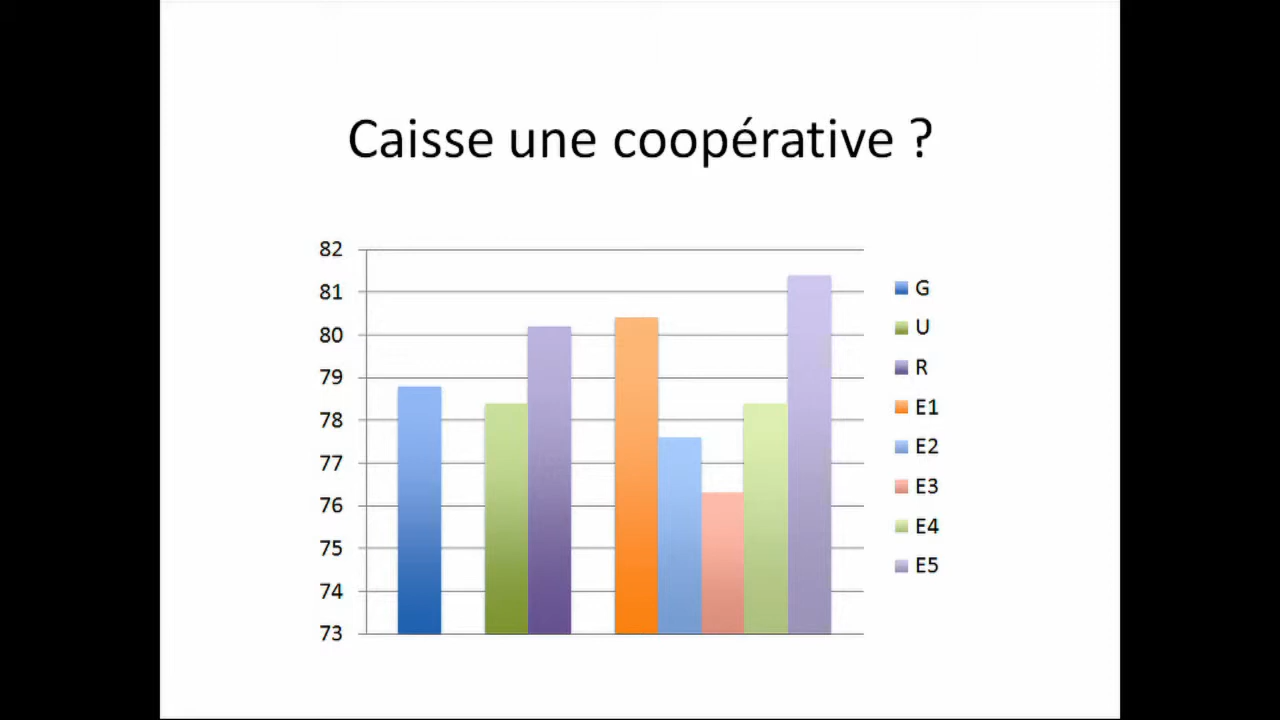 Caisse une coopérative ?
82
81
80
79
78
77
76
75
74
73
G
U
R
E1
E2
E3
E4
E5